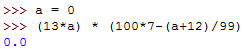 >>> a = 0
>>> (13*a) * (100*7-(a+12)/99)
0.0